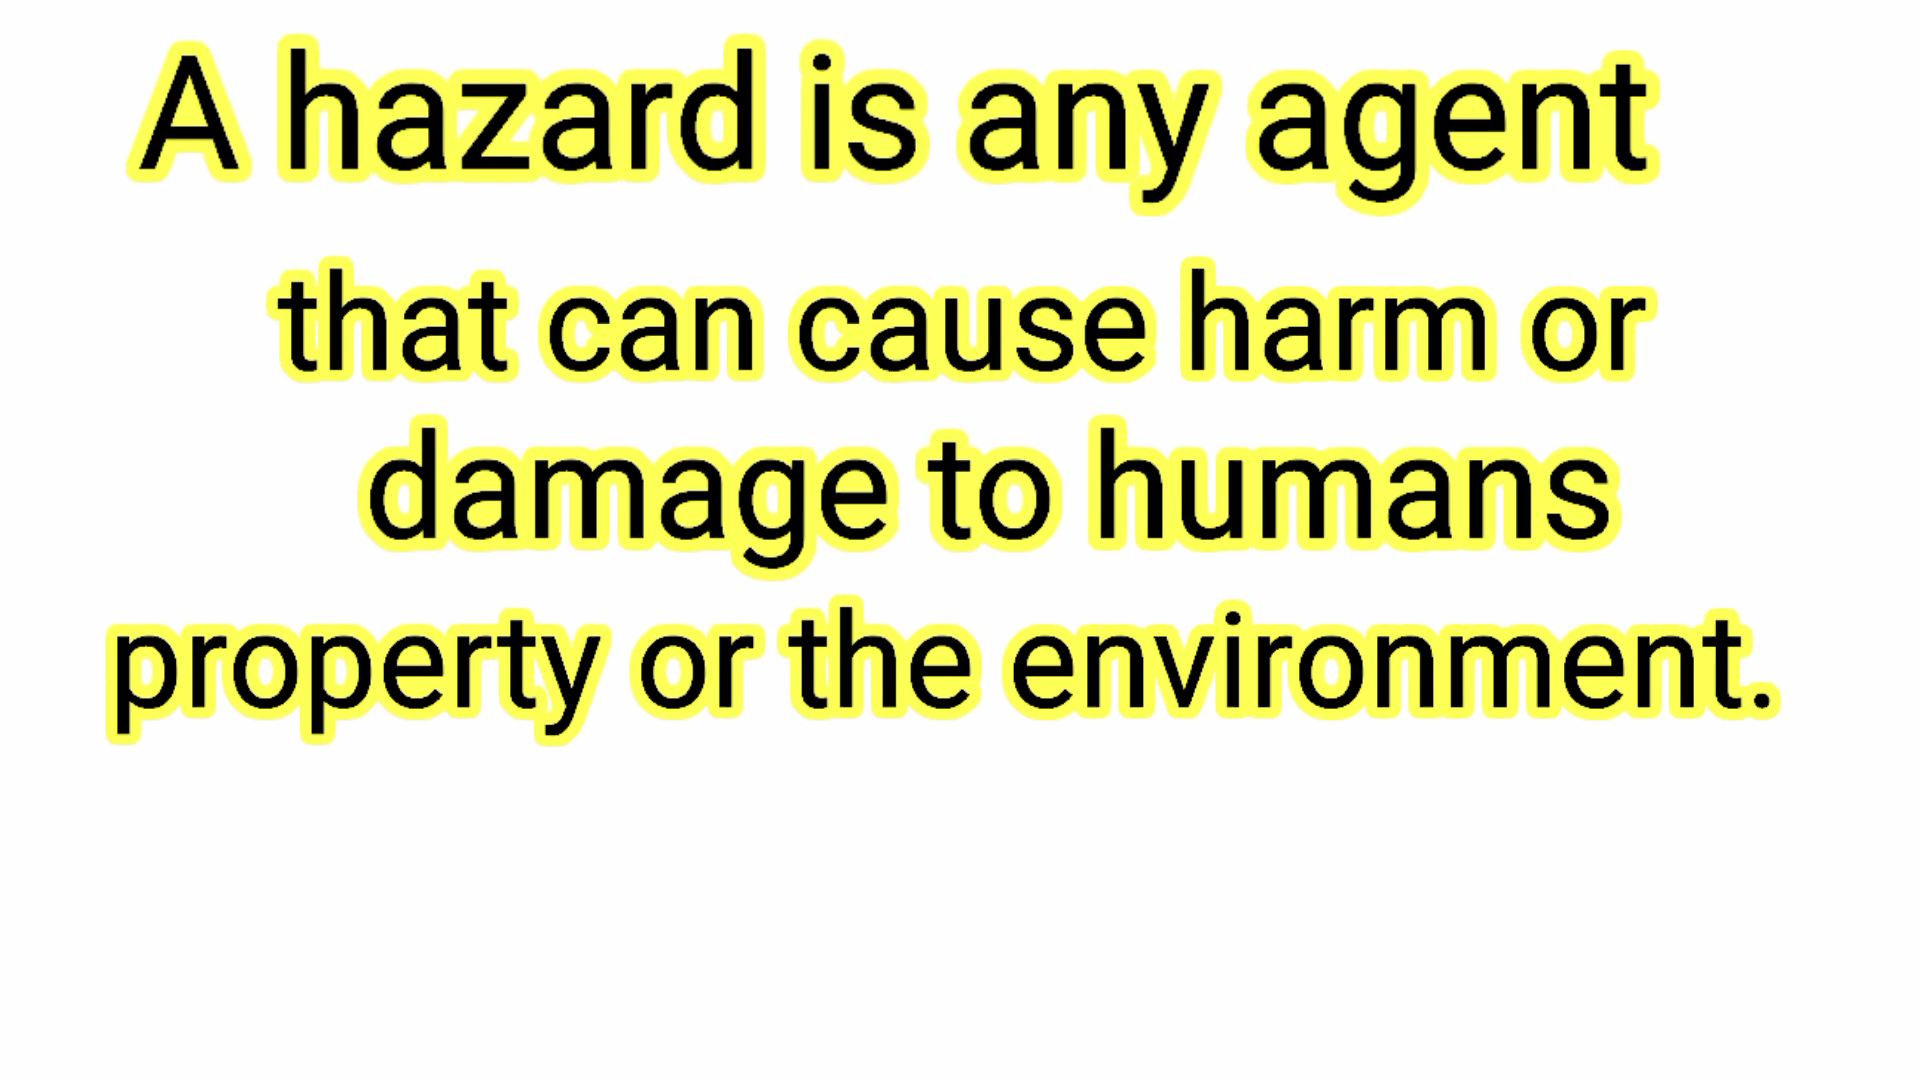 A hazard is any agent
that can cause harm or
damage to humans
property or the environment.